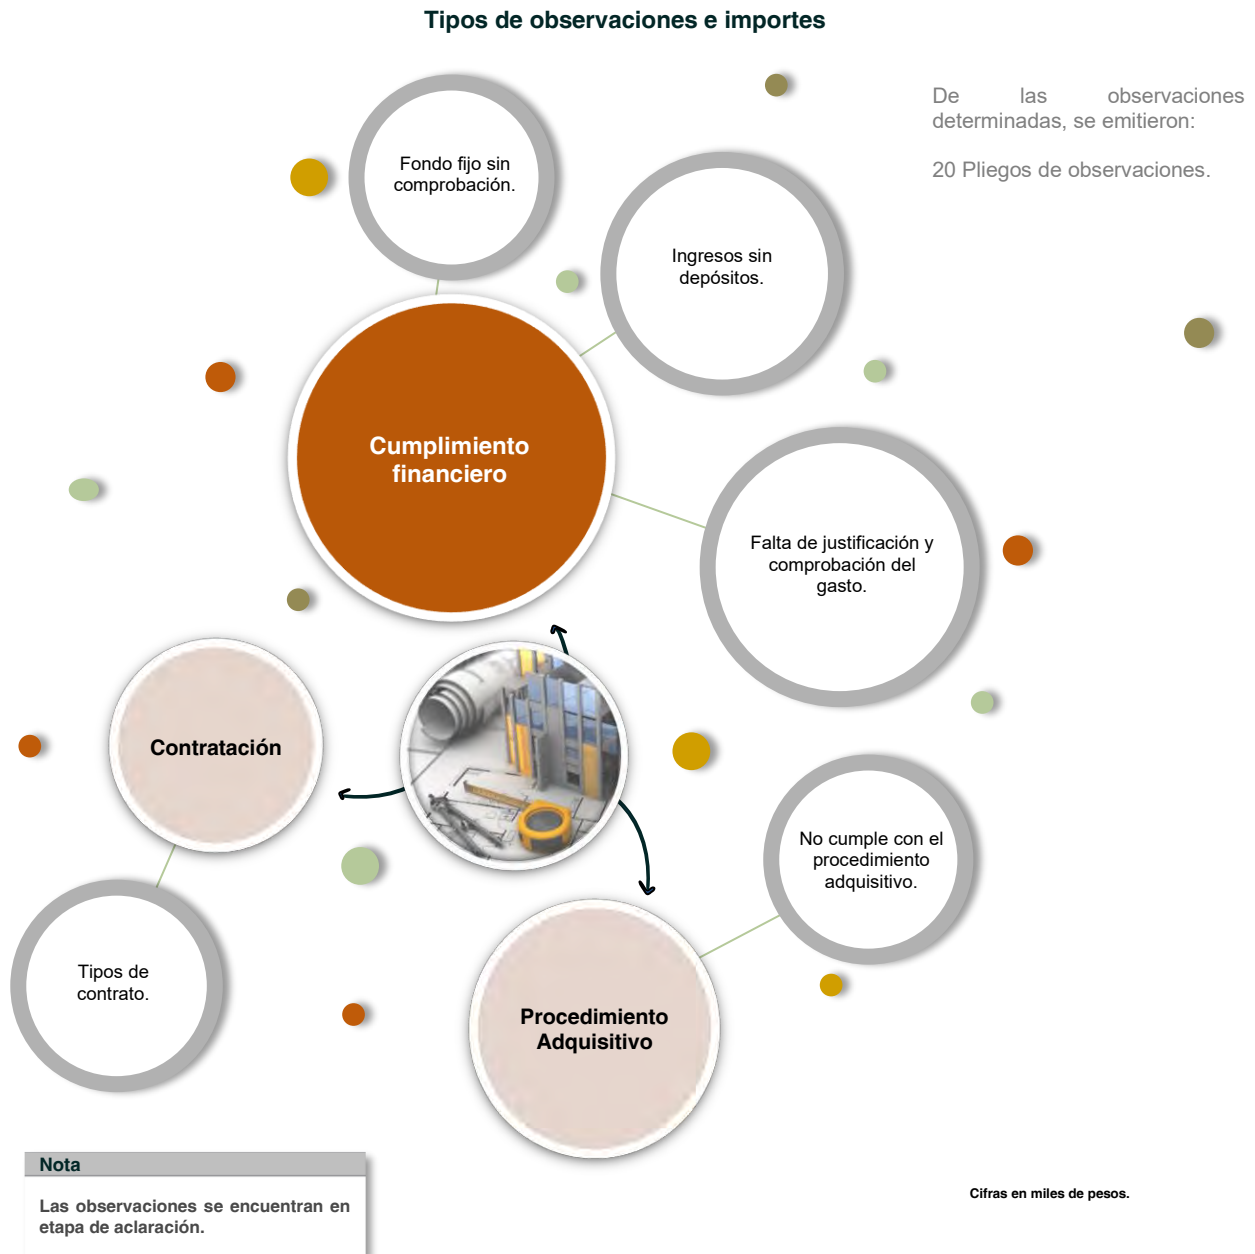 Tipos de observaciones e importes
De las observaciones
determinadas, se emitieron:
20 Pliegos de observaciones.
Fondo fijo sin
comprobación.
Ingresos sin
depósitos.
Cumplimiento
financiero
Falta de justificación y
comprobación del
gasto.
Contratación
No cumple con el
procedimiento
adquisitivo.
Tipos de
contrato.
Procedimiento
Adquisitivo
Nota
Las observaciones se encuentran en
etapa de aclaración.
Cifras en miles de pesos.